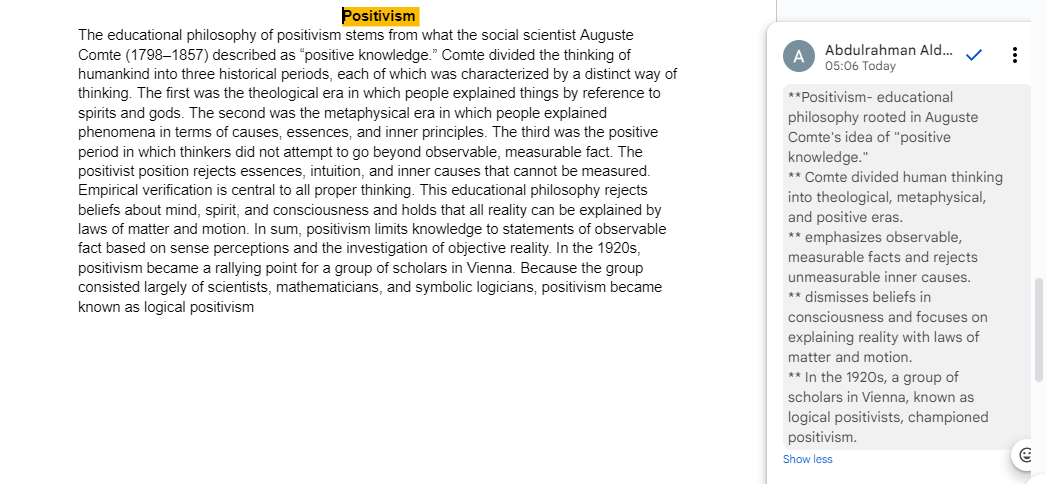 Positivism
The educational philosophy of positivism stems from what the social scientist Auguste
Comte (1798–1857) described as “positive knowledge.” Comte divided the thinking of
humankind into three historical periods, each of which was characterized by a distinct way of
thinking. The first was the theological era in which people explained things by reference to
spirits and gods. The second was the metaphysical era in which people explained
phenomena in terms of causes, essences, and inner principles. The third was the positive
period in which thinkers did not attempt to go beyond observable, measurable fact. The
positivist position rejects essences, intuition, and inner causes that cannot be measured.
Empirical verification is central to all proper thinking. This educational philosophy rejects
beliefs about mind, spirit, and consciousness and holds that all reality can be explained by
laws of matter and motion. In sum, positivism limits knowledge to statements of observable
fact based on sense perceptions and the investigation of objective reality. In the 1920s,
positivism became a rallying point for a group of scholars in Vienna. Because the group
consisted largely of scientists, mathematicians, and symbolic logicians, positivism became
known as logical positivism
A
Abdulrahman Ald...
05:06 Today
**Positivism- educational
philosophy rooted in Auguste
Comte's idea of "positive
knowledge."
** Comte divided human thinking
into theological, metaphysical,
and positive eras.
** emphasizes observable,
measurable facts and rejects
unmeasurable inner causes.
** dismisses beliefs in
consciousness and focuses on
explaining reality with laws of
matter and motion.
** In the 1920s, a group of
scholars in Vienna, known as
logical positivists, championed
positivism.
Show less